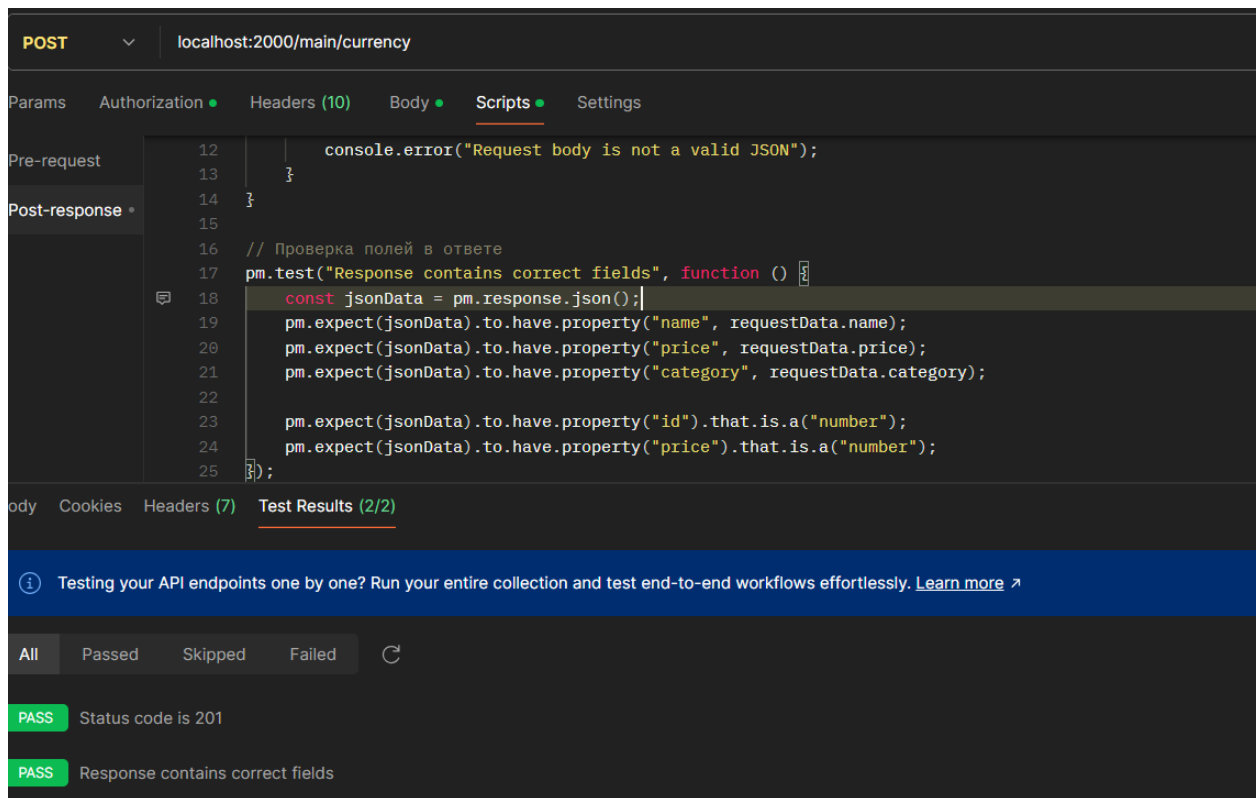 POST localhost:2000/main/currency
Params Authorization Headers (10) Body Scripts Settings
Pre-request
Post-response
12 console.error("Request body is not a valid JSON");
13 }
14 }
15
16 // Проверка полей в ответе
17 pm.test("Response contains correct fields", function () {
18 const jsonData = pm.response.json();
19 pm.expect(jsonData).to.have.property("name", requestData.name);
20 pm.expect(jsonData).to.have.property("price", requestData.price);
21 pm.expect(jsonData).to.have.property("category", requestData.category);
22
23 pm.expect(jsonData).to.have.property("id").that.is.a("number");
24 pm.expect(jsonData).to.have.property("price").that.is.a("number");
25 });
ody Cookies Headers (7) Test Results (2/2)
Testing your API endpoints one by one? Run your entire collection and test end-to-end workflows effortlessly. Learn more ↗
All Passed Skipped Failed
PASS Status code is 201
PASS Response contains correct fields